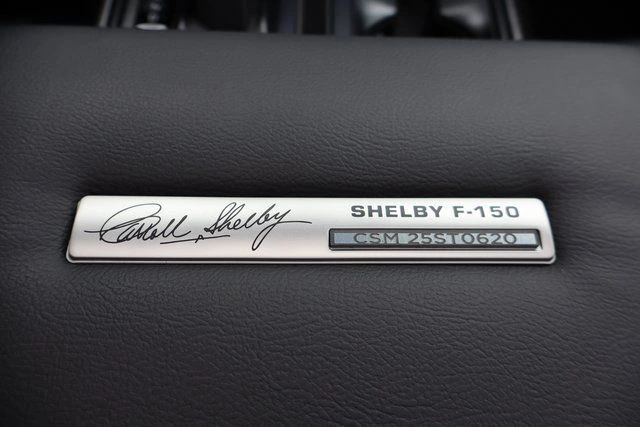 Carroll Shelby
SHELBY F-150
CSM 25ST0620